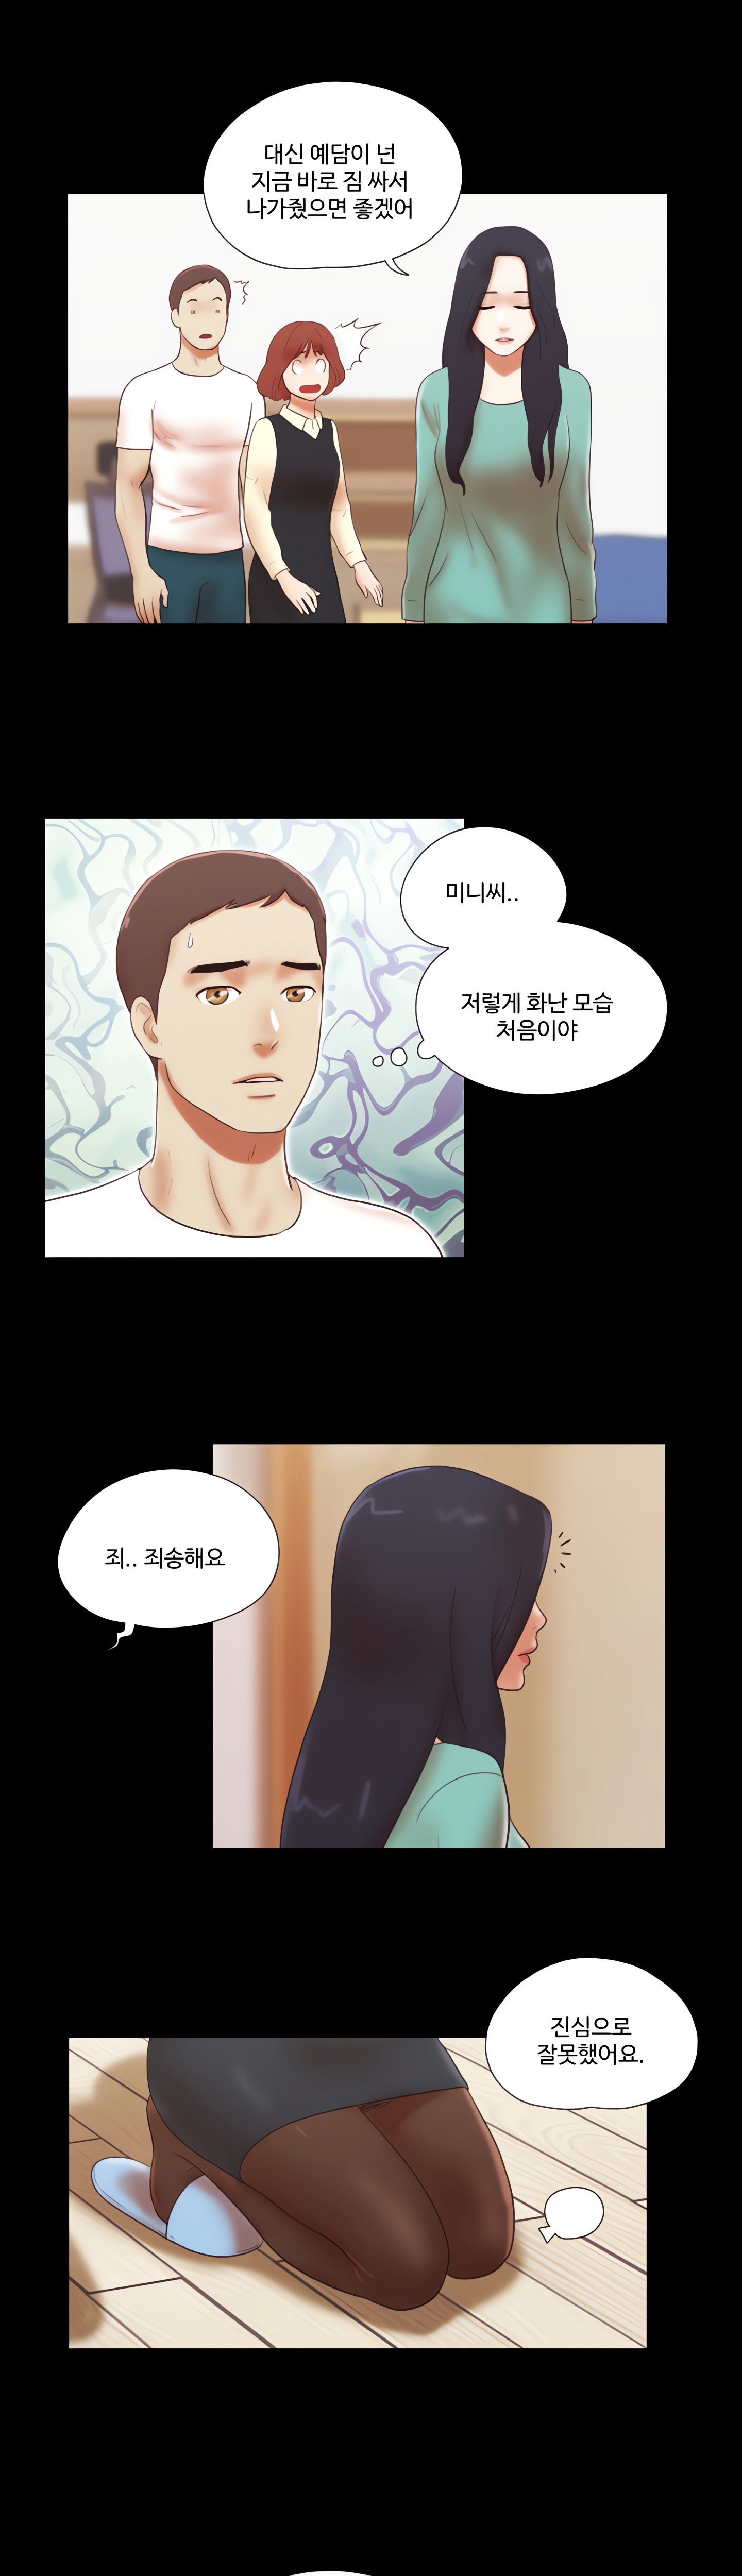 대신 예담이 넌
지금 바로 짐 싸서
나가줬으면 좋겠어
미니씨..
저렇게 화난 모습
처음이야
죄.. 죄송해요
진심으로
잘못했어요.